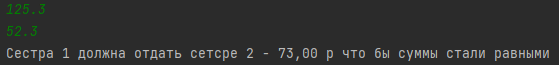 125.3
52.3
Сестра 1 должна отдать сетсре 2 - 73,00 р что бы суммы стали равными